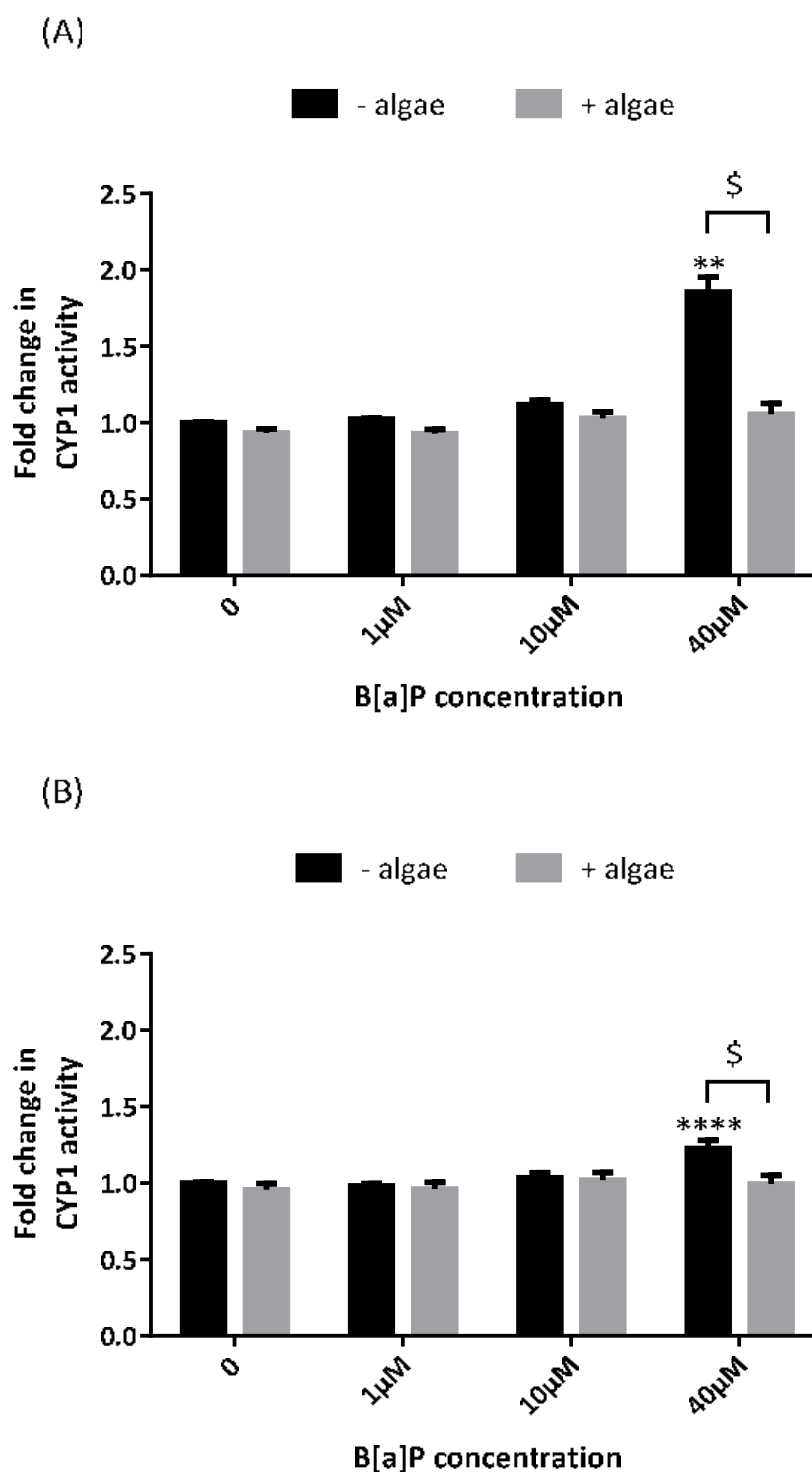 (A)
- algae + algae
$
**
2.5
2.0
1.5
1.0
0.5
0.0
Fold change in
CYP1 activity
0 1µM 10µM 40µM
B[a]P concentration
(B)
- algae + algae
$
****
2.5
2.0
1.5
1.0
0.5
0.0
Fold change in
CYP1 activity
0 1µM 10µM 40µM
B[a]P concentration